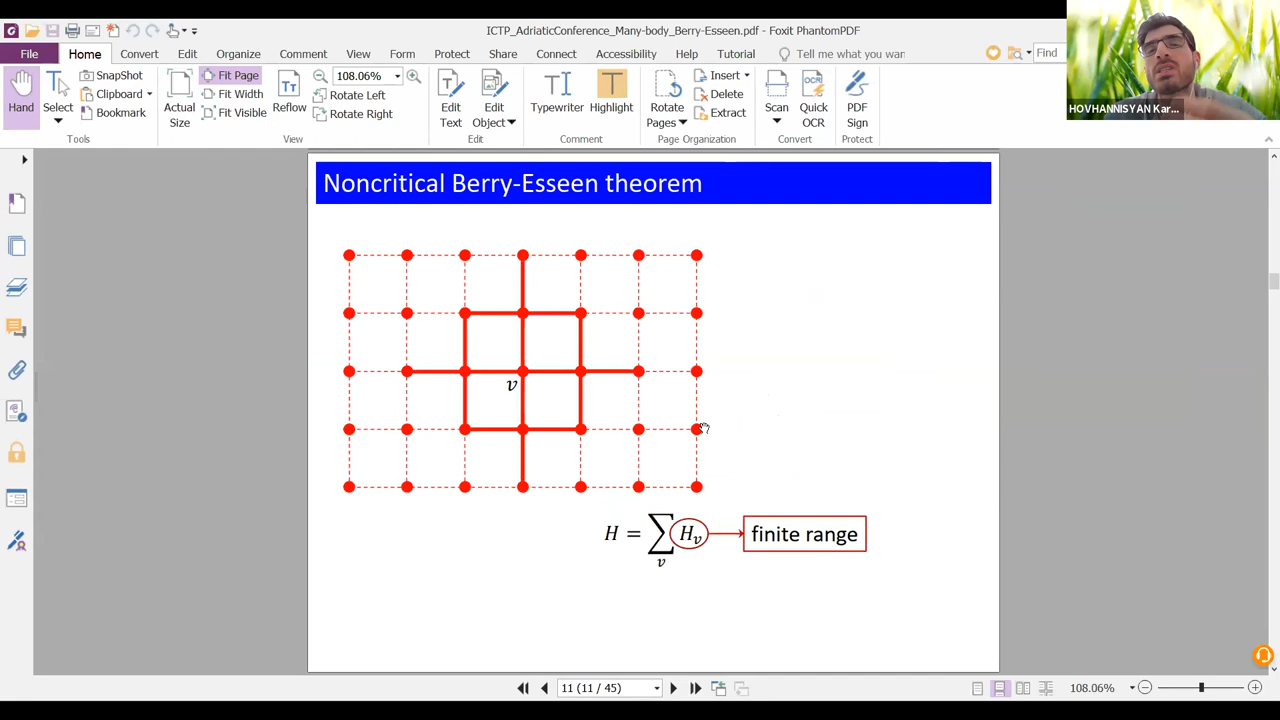 ICTP_AdriaticConference_Many-body_Berry-Esseen.pdf - Foxit PhantomPDF
File Home Convert Edit Organize Comment View Form Protect Share Connect Accessibility Help Tutorial Tell me what you want Find
Hand
Select
SnapShot
Clipboard
Bookmark
Tools
Actual Size
Fit Page
Fit Width
Fit Visible
Reflow
108.06%
Rotate Left
Rotate Right
View
Edit Text
Edit Object
Edit
Typewriter
Highlight
Comment
Rotate Pages
Insert
Delete
Extract
Page Organization
Scan
Quick OCR
Convert
PDF Sign
Protect
HOVHANNISYAN Kar...
Noncritical Berry-Esseen theorem
v
H = ∑_v H_v
finite range
11 (11 / 45)
108.06%